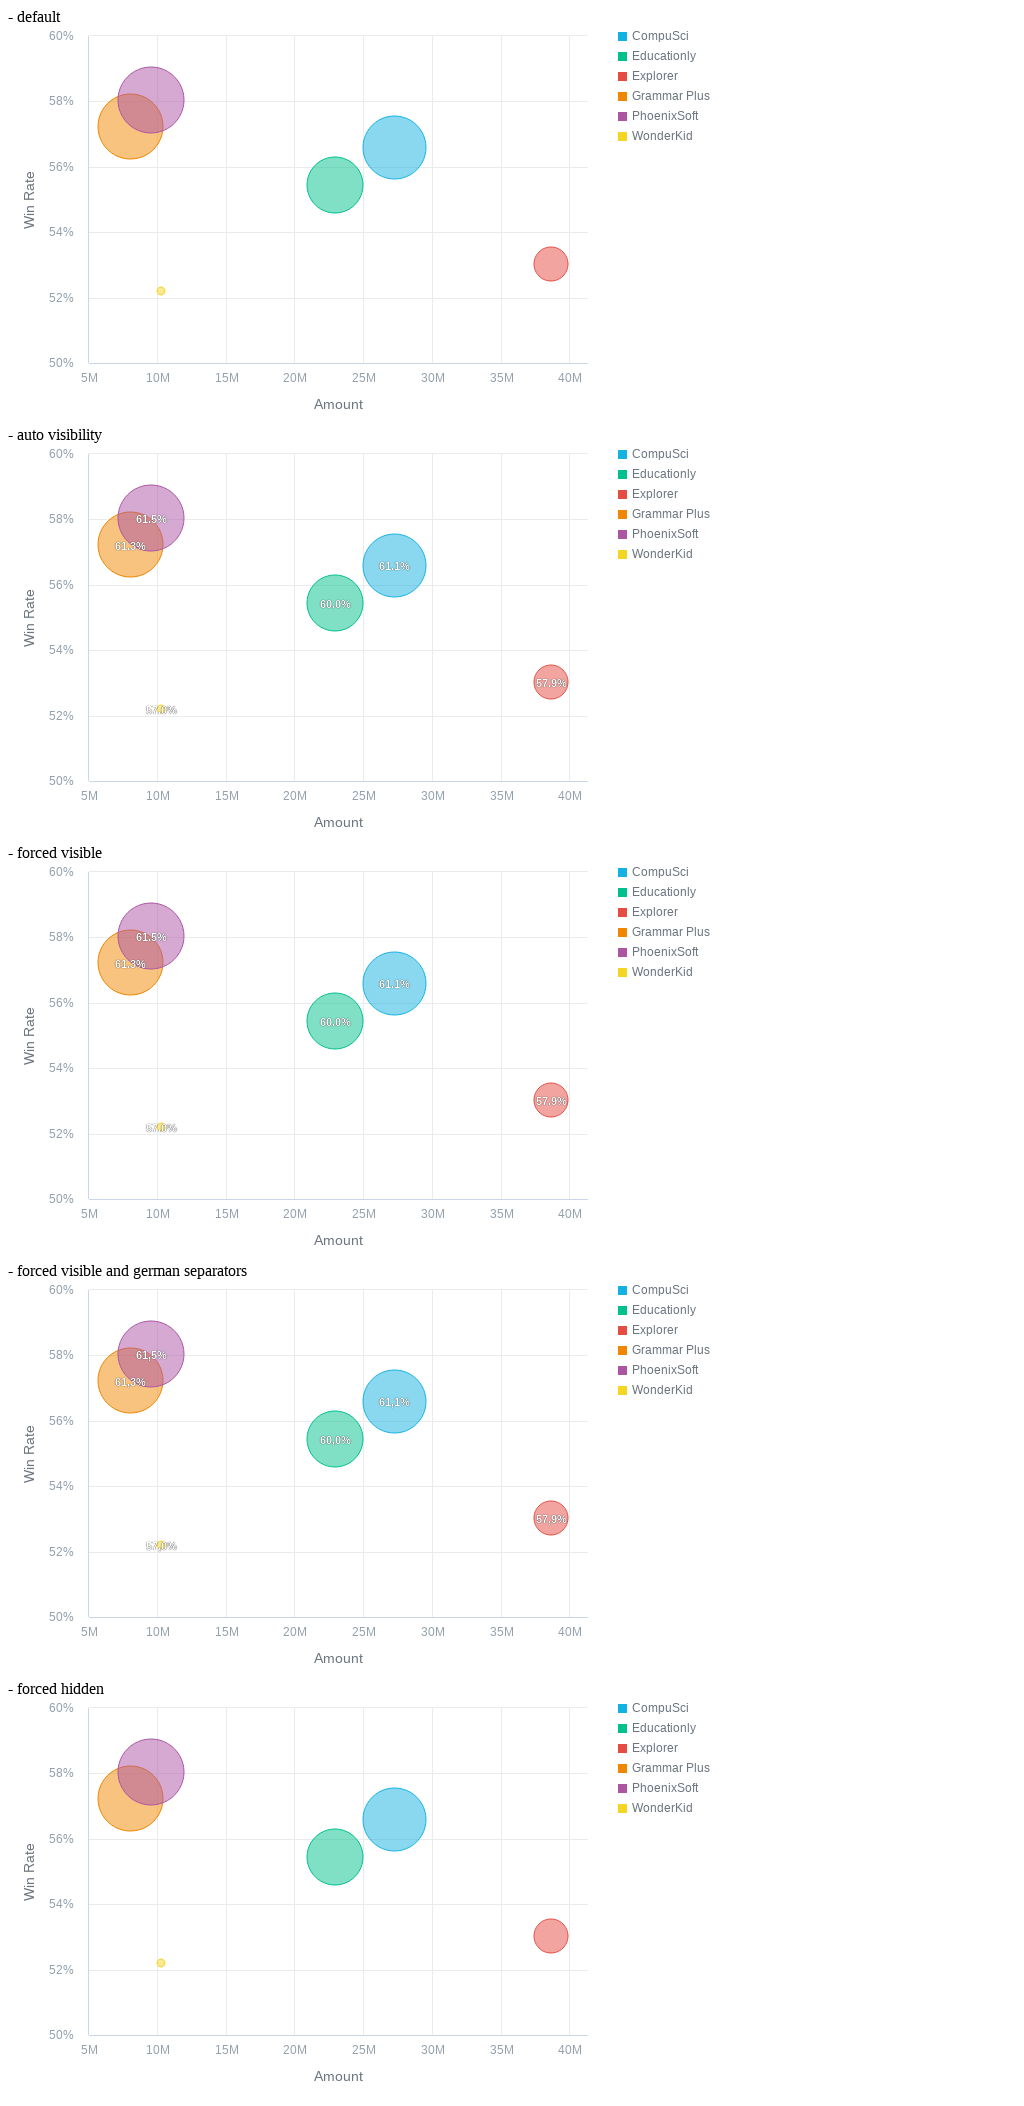 - default
60%
58%
56%
54%
52%
50%
Win Rate
5M 10M 15M 20M 25M 30M 35M 40M
Amount
CompuSci
Educationly
Explorer
Grammar Plus
PhoenixSoft
WonderKid
- auto visibility
60%
58%
56%
54%
52%
50%
Win Rate
61.5%
61.3%
61.1%
60.0%
57.9%
5M 10M 15M 20M 25M 30M 35M 40M
Amount
CompuSci
Educationly
Explorer
Grammar Plus
PhoenixSoft
WonderKid
- forced visible
60%
58%
56%
54%
52%
50%
Win Rate
61.5%
61.3%
61.1%
60.0%
57.9%
5M 10M 15M 20M 25M 30M 35M 40M
Amount
CompuSci
Educationly
Explorer
Grammar Plus
PhoenixSoft
WonderKid
- forced visible and german separators
60%
58%
56%
54%
52%
50%
Win Rate
61,5%
61,3%
61,1%
60,0%
57,9%
5M 10M 15M 20M 25M 30M 35M 40M
Amount
CompuSci
Educationly
Explorer
Grammar Plus
PhoenixSoft
WonderKid
- forced hidden
60%
58%
56%
54%
52%
50%
Win Rate
5M 10M 15M 20M 25M 30M 35M 40M
Amount
CompuSci
Educationly
Explorer
Grammar Plus
PhoenixSoft
WonderKid